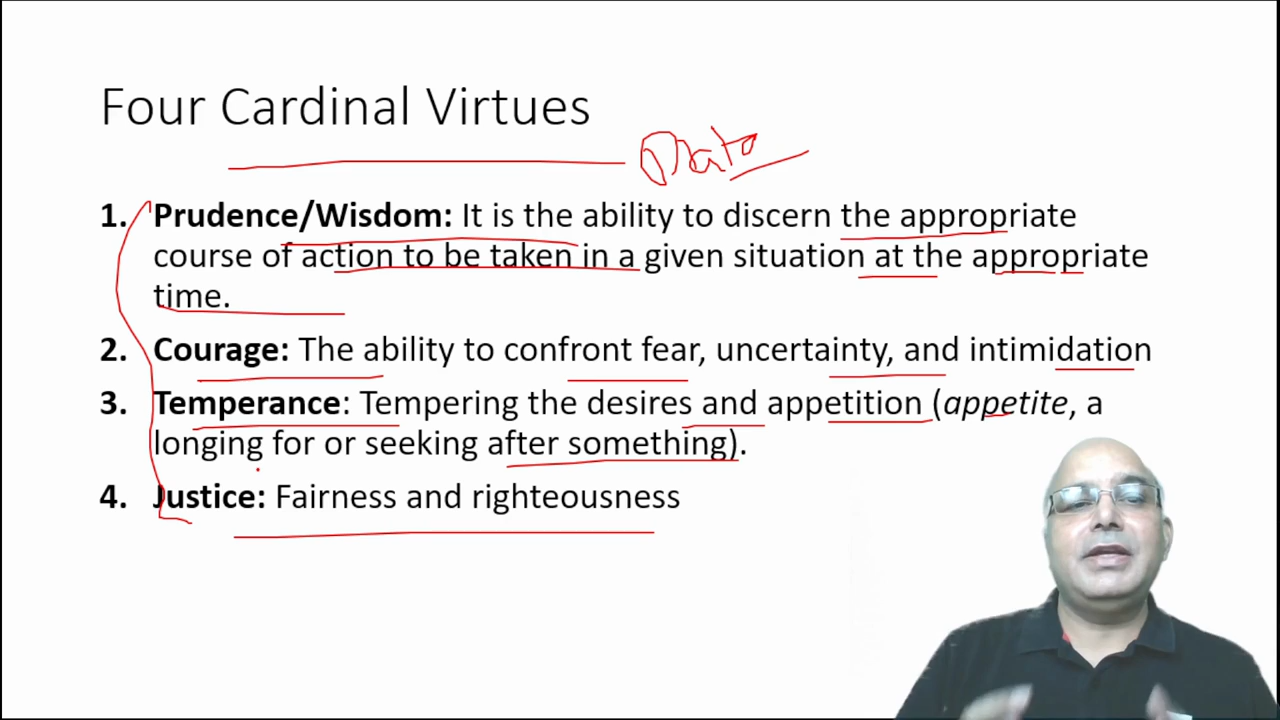 Four Cardinal Virtues
Plato
1. Prudence/Wisdom: It is the ability to discern the appropriate
course of action to be taken in a given situation at the appropriate
time.
2. Courage: The ability to confront fear, uncertainty, and intimidation
3. Temperance: Tempering the desires and appetition (appetite, a
longing for or seeking after something).
4. Justice: Fairness and righteousness